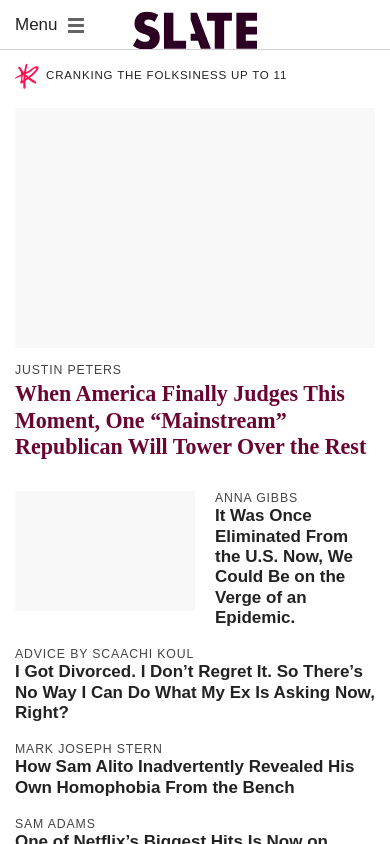 Menu
SLATE
CRANKING THE FOLKSINESS UP TO 11
JUSTIN PETERS
When America Finally Judges This
Moment, One “Mainstream”
Republican Will Tower Over the Rest
ANNA GIBBS
It Was Once
Eliminated From
the U.S. Now, We
Could Be on the
Verge of an
Epidemic.
ADVICE BY SCAACHI KOUL
I Got Divorced. I Don’t Regret It. So There’s
No Way I Can Do What My Ex Is Asking Now,
Right?
MARK JOSEPH STERN
How Sam Alito Inadvertently Revealed His
Own Homophobia From the Bench
SAM ADAMS
One of Netflix’s Biggest Hits Is Now on